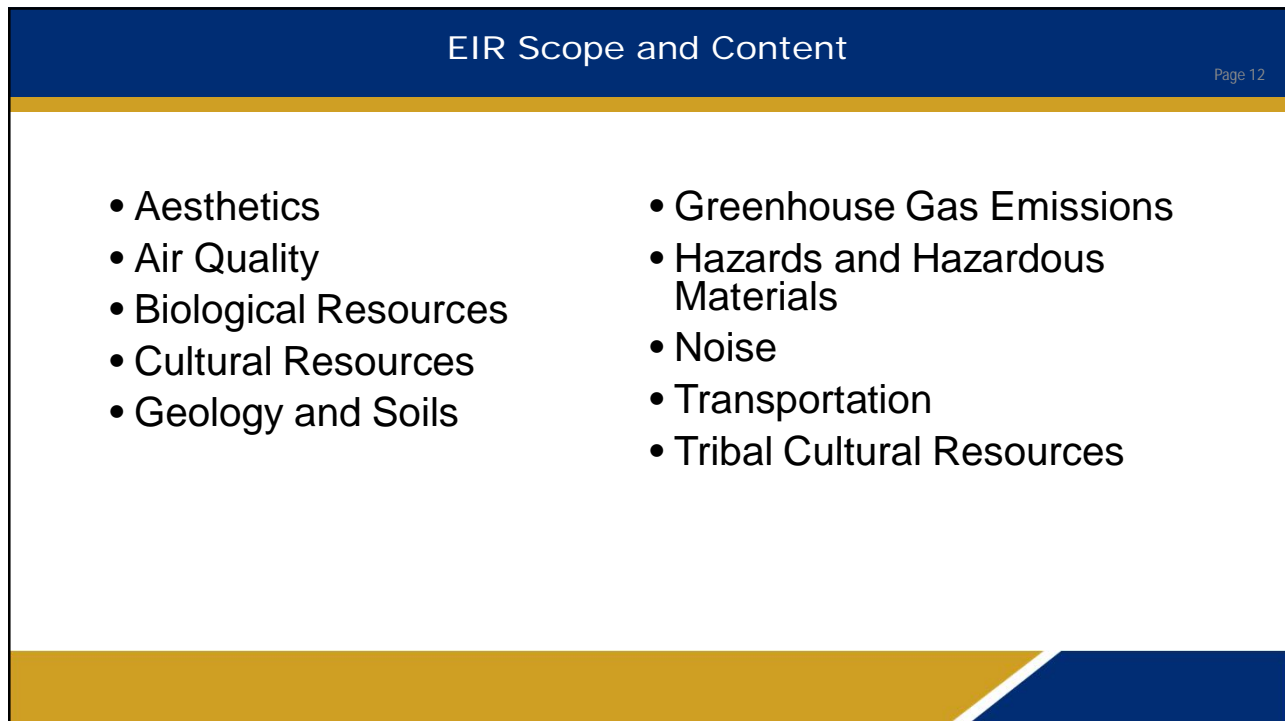 EIR Scope and Content
Page 12
• Aesthetics
• Air Quality
• Biological Resources
• Cultural Resources
• Geology and Soils
• Greenhouse Gas Emissions
• Hazards and Hazardous
Materials
• Noise
• Transportation
• Tribal Cultural Resources